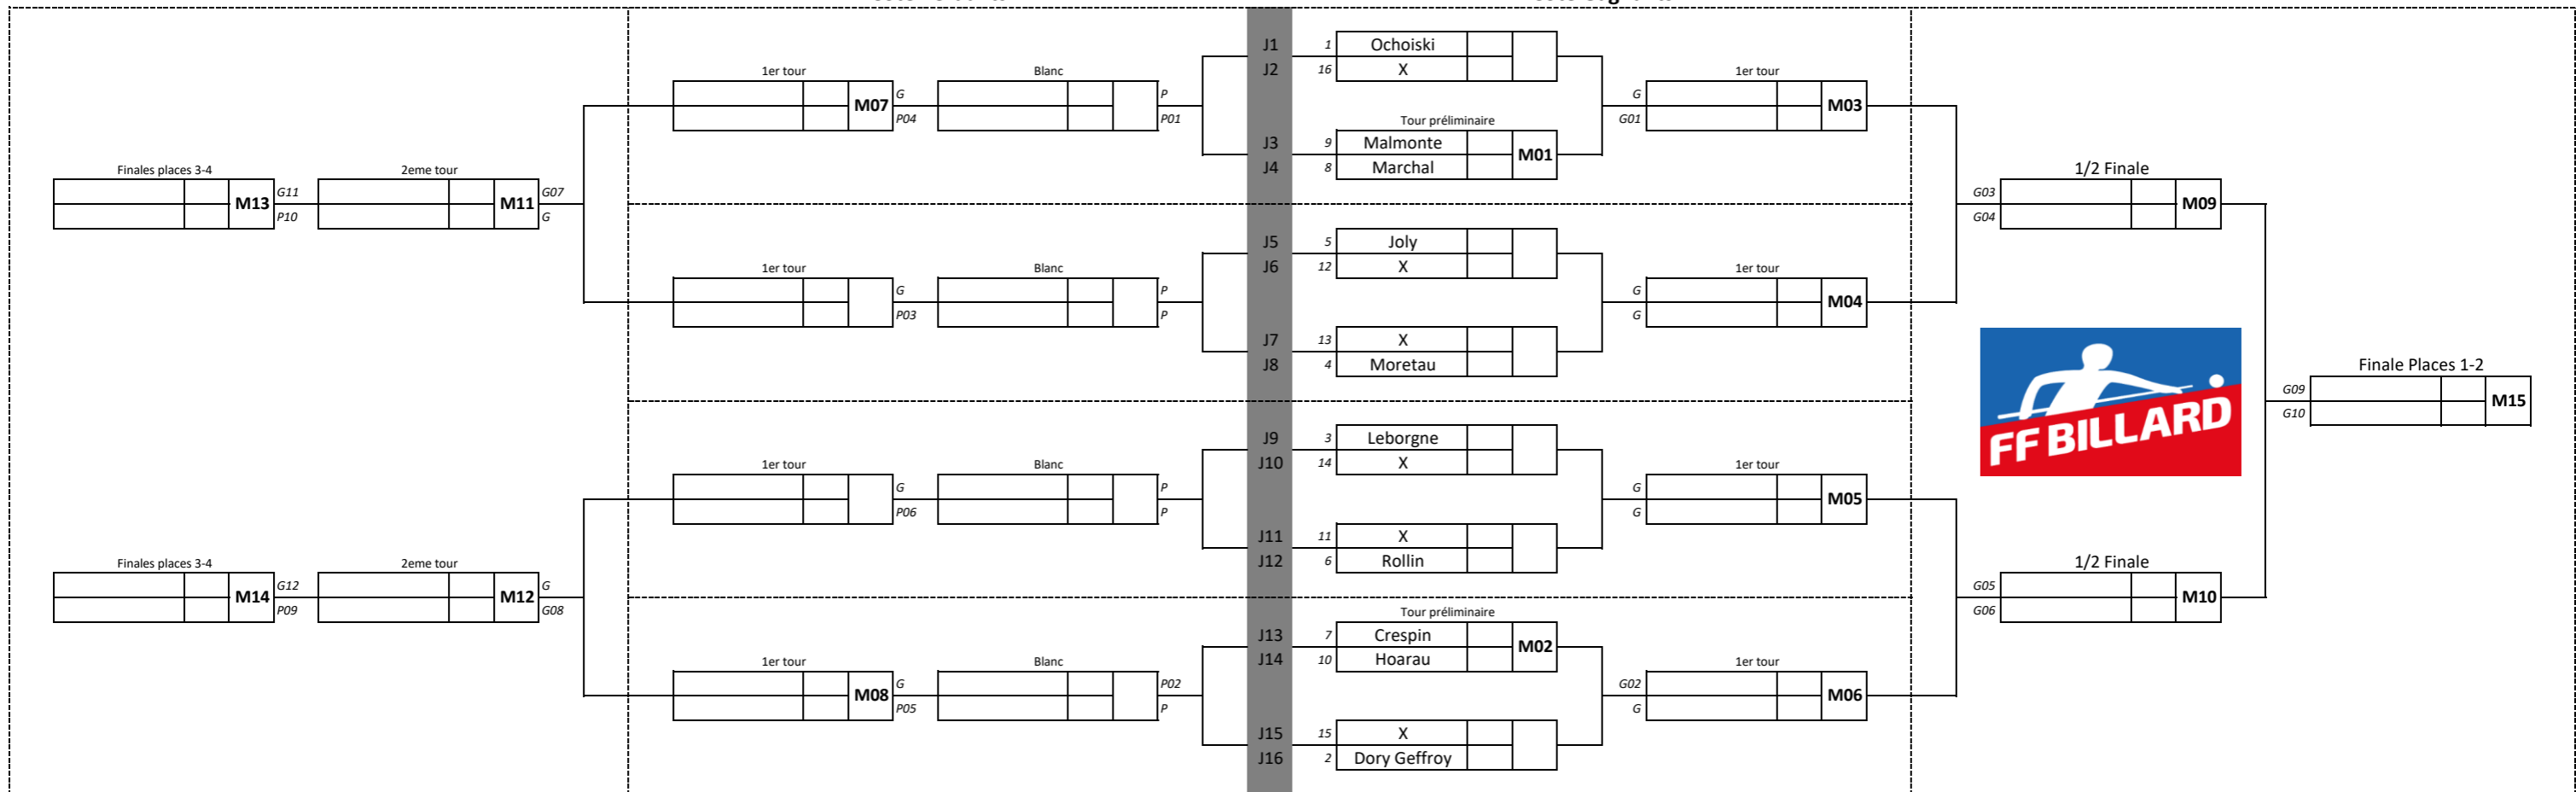 J1 1 Ochoiski
J2 16 X
1er tour
Blanc
1er tour
M07 G
P04
P
P01
G
G01
M03
Tour préliminaire
J3 9 Malmonte
M01
J4 8 Marchal
Finales places 3-4
2eme tour
1/2 Finale
M13 G11
P10
M11 G07
G
G03
G04
M09
J5 5 Joly
J6 12 X
1er tour
Blanc
1er tour
G
P03
P
P
G
G
M04
J7 13 X
J8 4 Moretau
FF BILLARD
Finale Places 1-2
G09
G10
M15
J9 3 Leborgne
J10 14 X
1er tour
Blanc
1er tour
G
P06
P
P
G
G
M05
J11 11 X
J12 6 Rollin
Finales places 3-4
2eme tour
1/2 Finale
M14 G12
P09
M12 G
G08
G05
G06
M10
Tour préliminaire
J13 7 Crespin
M02
J14 10 Hoarau
1er tour
Blanc
1er tour
M08 G
P05
P02
P
G02
G
M06
J15 15 X
J16 2 Dory Geffroy